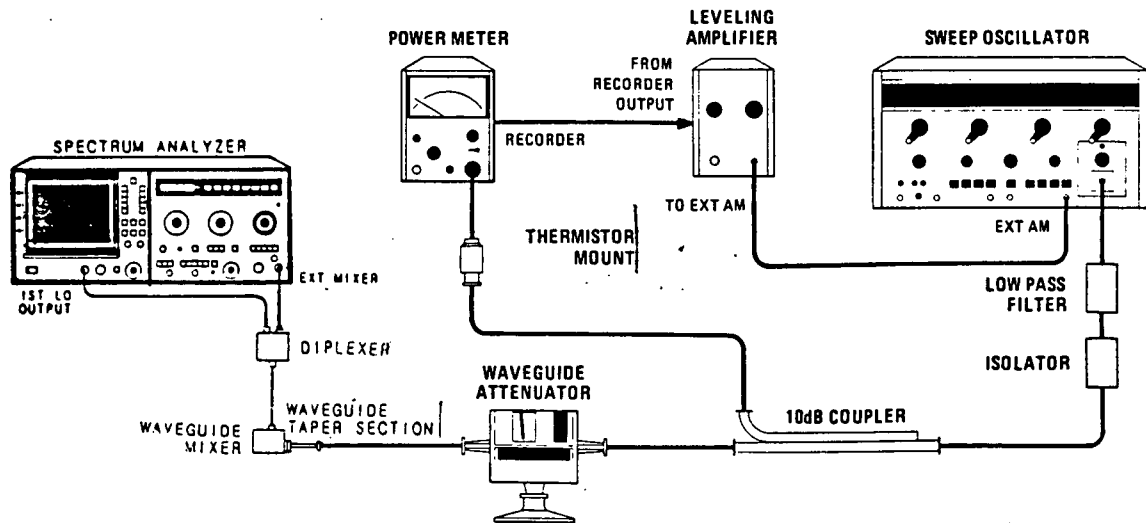 POWER METER
LEVELING
AMPLIFIER
SWEEP OSCILLATOR
FROM
RECORDER
OUTPUT
RECORDER
SPECTRUM ANALYZER
TO EXT AM
EXT AM
THERMISTOR
MOUNT
1ST LO
OUTPUT
EXT MIXER
LOW PASS
FILTER
DIPLEXER
ISOLATOR
WAVEGUIDE
ATTENUATOR
WAVEGUIDE
TAPER SECTION
10dB COUPLER
WAVEGUIDE
MIXER